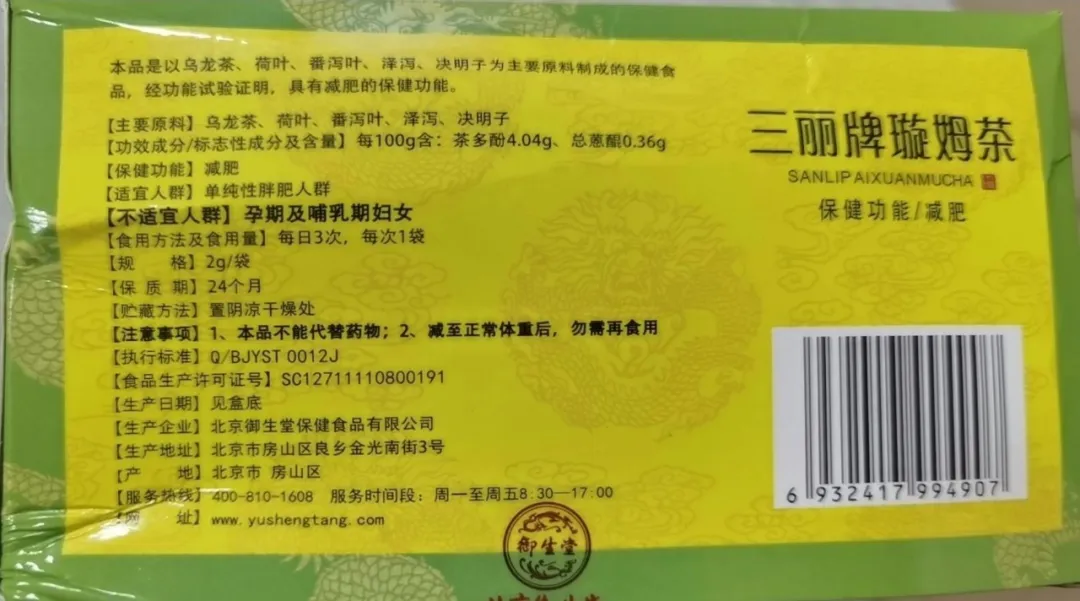 本品是以乌龙茶、荷叶、番泻叶、泽泻、决明子为主要原料制成的保健食
品，经功能试验证明，具有减肥的保健功能。
【主要原料】乌龙茶、荷叶、番泻叶、泽泻、决明子
【功效成分/标志性成分及含量】每100g含：茶多酚4.04g、总蒽醌0.36g
【保健功能】减肥
【适宜人群】单纯性胖肥人群
【不适宜人群】孕期及哺乳期妇女
【食用方法及食用量】每日3次，每次1袋
【规 格】2g/袋
【保 质 期】24个月
【贮藏方法】置阴凉干燥处
【注意事项】1、本品不能代替药物；2、减至正常体重后，勿需再食用
【执行标准】Q/BJYST 0012J
【食品生产许可证号】SC12711110800191
【生产日期】见盒底
【生产企业】北京御生堂保健食品有限公司
【生产地址】北京市房山区良乡金光南街3号
【产 地】北京市 房山区
【服务热线】400-810-1608 服务时间段：周一至周五8:30—17:00
【网 址】www.yushengtang.com
三丽牌璇姆茶
SANLIPAIXUANMUCHA
保健功能/减肥
6 932417 994907
御生堂